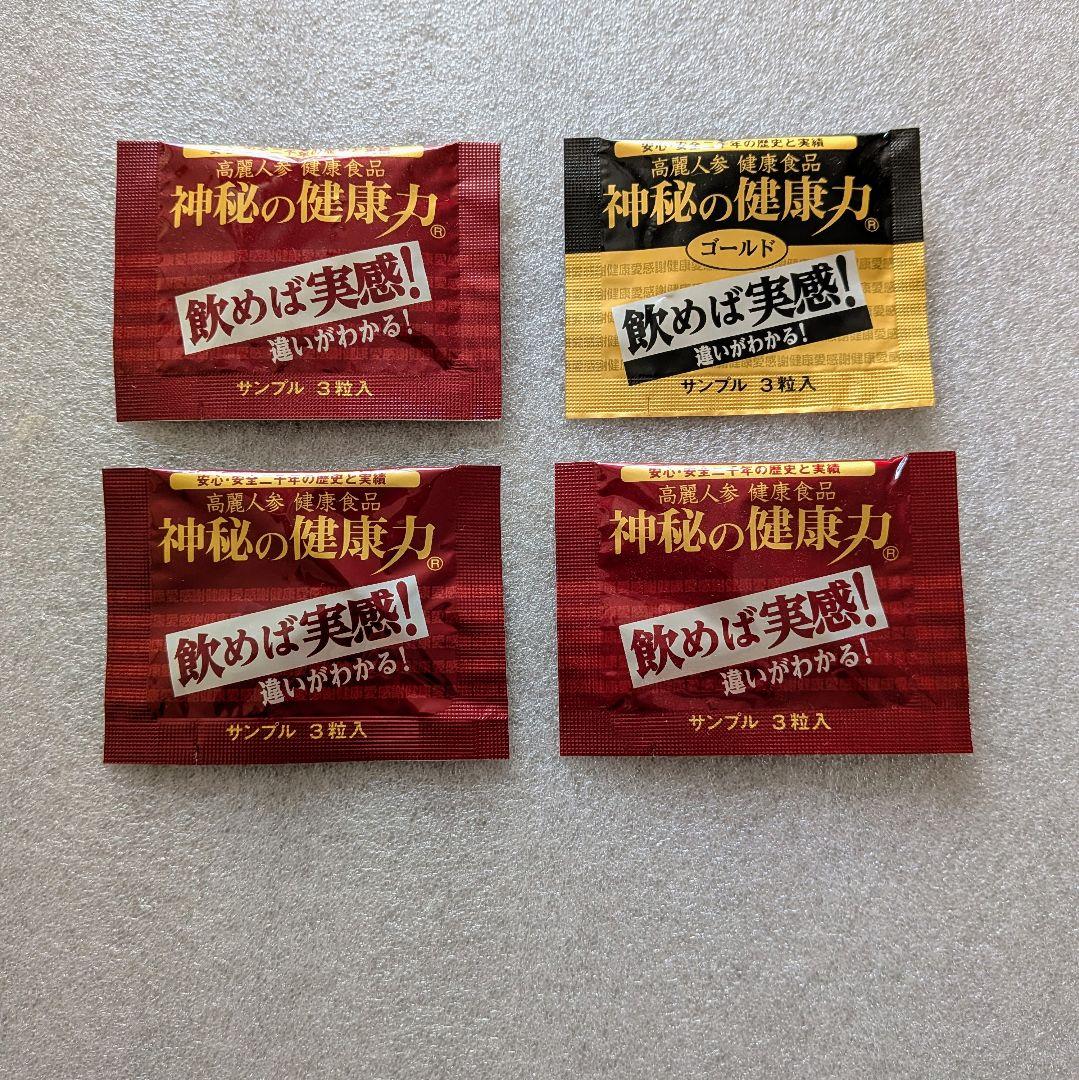 高麗人参 健康食品
神秘の健康力®
飲めば実感!
違いがわかる!
サンプル 3粒入
安心・安全二千年の歴史と実績
高麗人参 健康食品
神秘の健康力®
ゴールド
飲めば実感!
違いがわかる!
サンプル 3粒入
安心・安全二千年の歴史と実績
高麗人参 健康食品
神秘の健康力®
飲めば実感!
違いがわかる!
サンプル 3粒入
安心・安全二千年の歴史と実績
高麗人参 健康食品
神秘の健康力®
飲めば実感!
違いがわかる!
サンプル 3粒入